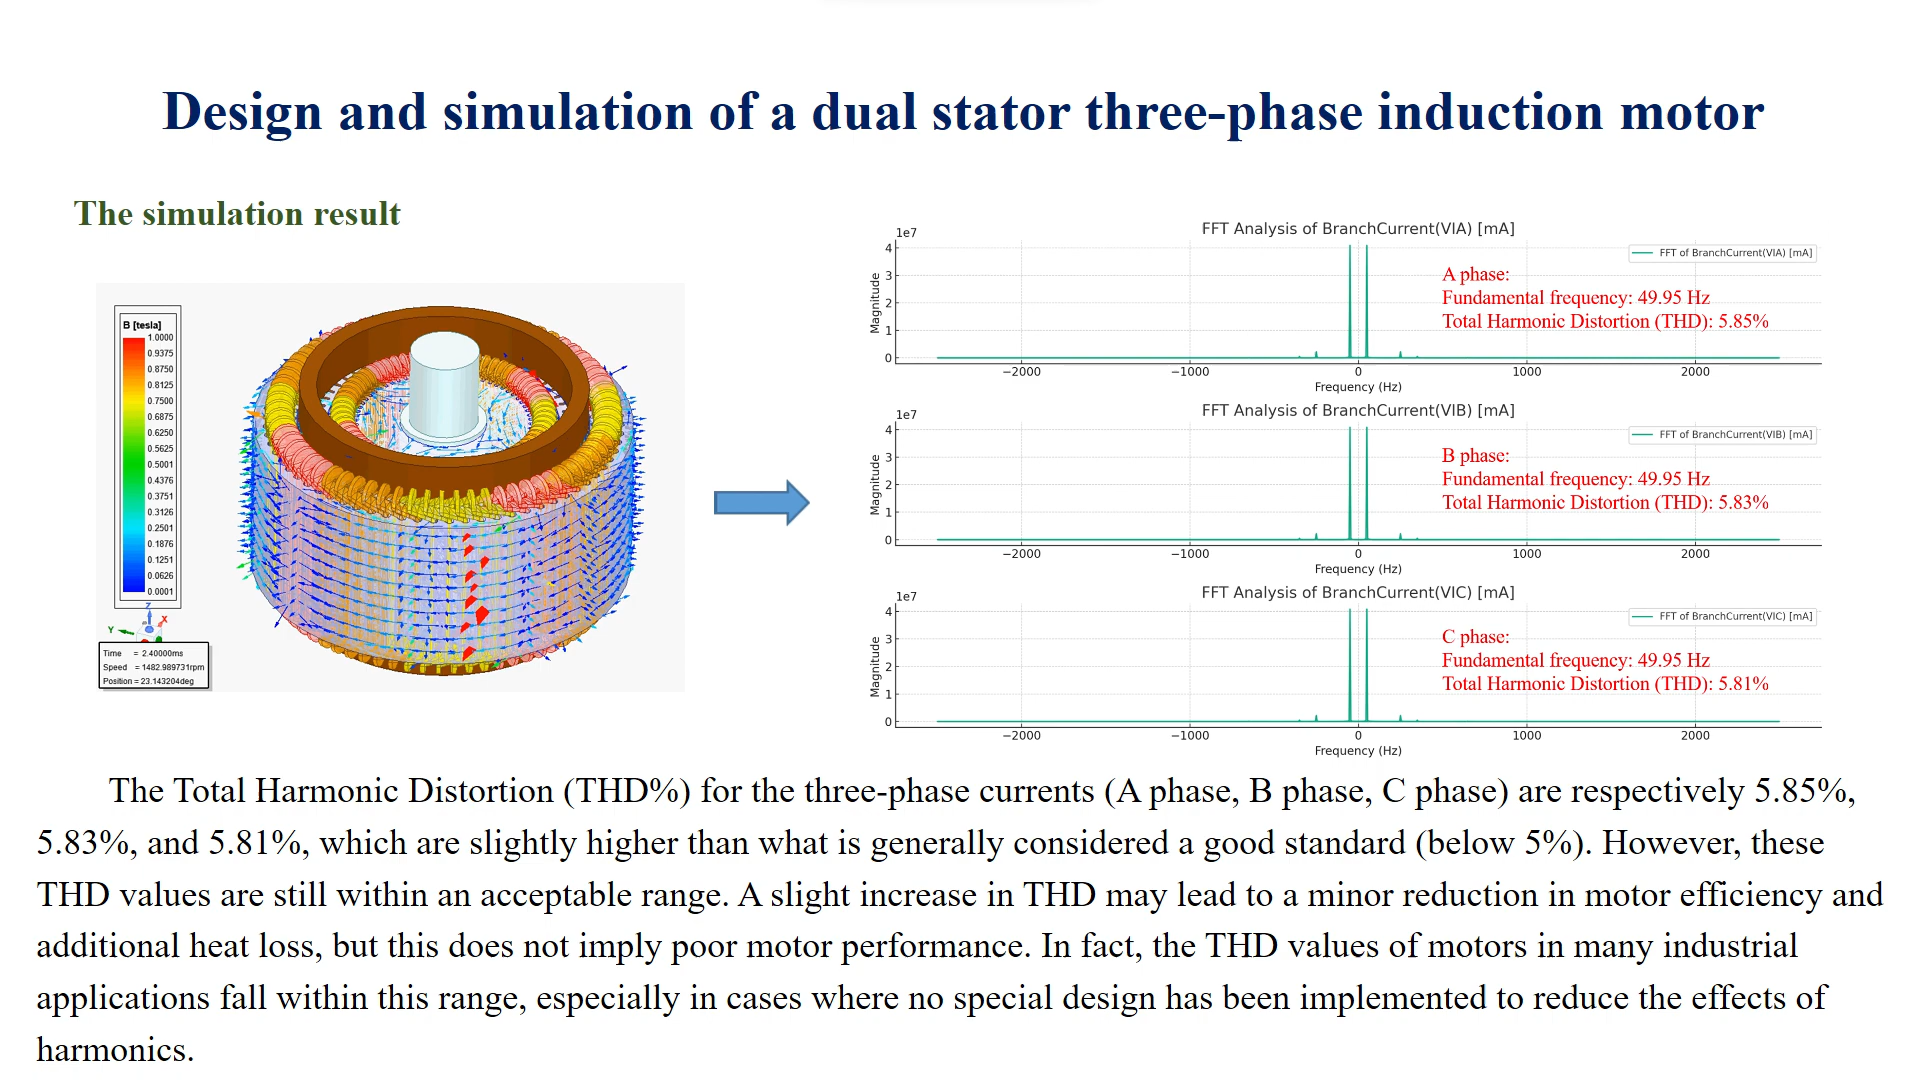 Design and simulation of a dual stator three-phase induction motor
The simulation result
B [tesla]
1.0000
0.9375
0.8750
0.8125
0.7500
0.6875
0.6250
0.5625
0.5001
0.4376
0.3751
0.3126
0.2501
0.1876
0.1251
0.0626
0.0001
Z
X
Y
Time = 2.40000ms
Speed = 1482.989731rpm
Position = 23.143204deg
FFT Analysis of BranchCurrent(VIA) [mA]
1e7
FFT of BranchCurrent(VIA) [mA]
4
3
2
1
0
Magnitude
A phase:
Fundamental frequency: 49.95 Hz
Total Harmonic Distortion (THD): 5.85%
−2000 −1000 0 1000 2000
Frequency (Hz)
FFT Analysis of BranchCurrent(VIB) [mA]
1e7
FFT of BranchCurrent(VIB) [mA]
4
3
2
1
0
Magnitude
B phase:
Fundamental frequency: 49.95 Hz
Total Harmonic Distortion (THD): 5.83%
−2000 −1000 0 1000 2000
Frequency (Hz)
FFT Analysis of BranchCurrent(VIC) [mA]
1e7
FFT of BranchCurrent(VIC) [mA]
4
3
2
1
0
Magnitude
C phase:
Fundamental frequency: 49.95 Hz
Total Harmonic Distortion (THD): 5.81%
−2000 −1000 0 1000 2000
Frequency (Hz)
The Total Harmonic Distortion (THD%) for the three-phase currents (A phase, B phase, C phase) are respectively 5.85%,
5.83%, and 5.81%, which are slightly higher than what is generally considered a good standard (below 5%). However, these
THD values are still within an acceptable range. A slight increase in THD may lead to a minor reduction in motor efficiency and
additional heat loss, but this does not imply poor motor performance. In fact, the THD values of motors in many industrial
applications fall within this range, especially in cases where no special design has been implemented to reduce the effects of
harmonics.